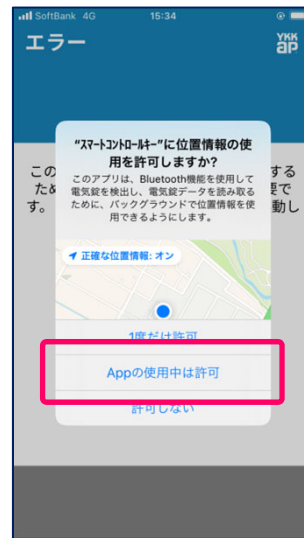 SoftBank 4G 15:34
エラー
YKK
ap
"スマートコントロールキー"に位置情報の使
用を許可しますか?
このアプリは、Bluetooth機能を使用して
電気錠を検出し、電気錠データを読み取る
ために、バックグラウンドで位置情報を使
用できるようにします。
この
する
ため
要で
す。
動し
正確な位置情報: オン
1度だけ許可
Appの使用中は許可
許可しない